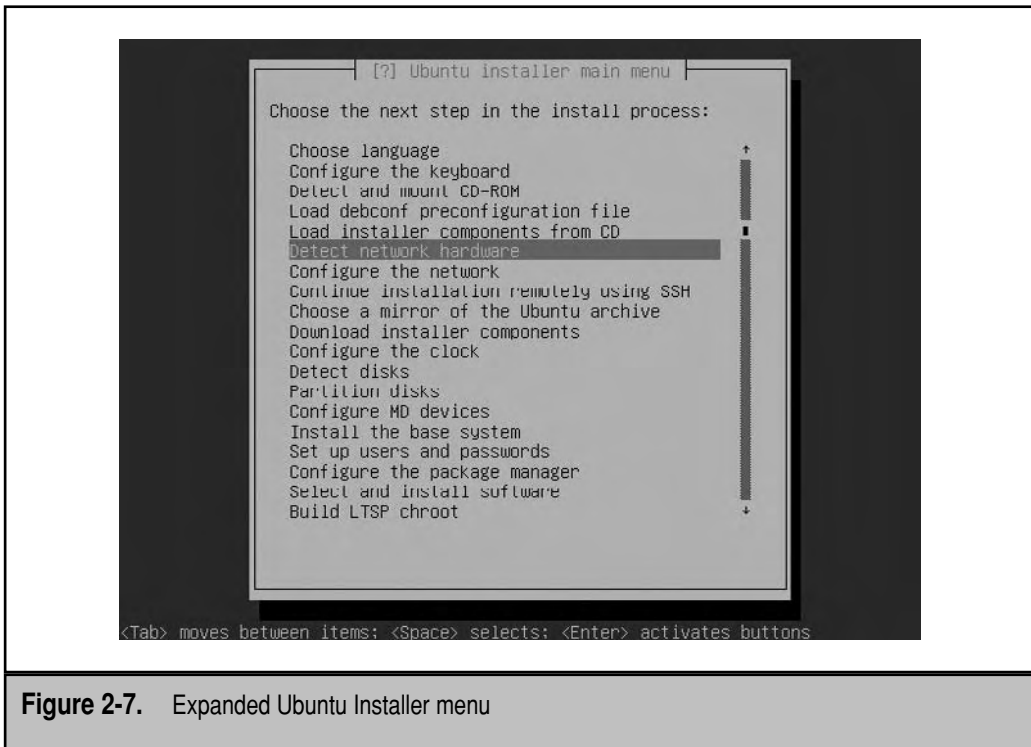 [?] Ubuntu installer main menu
Choose the next step in the install process:
Choose language
Configure the keyboard
Detect and mount CD-ROM
Load debconf preconfiguration file
Load installer components from CD
Detect network hardware
Configure the network
Continue installation remotely using SSH
Choose a mirror of the Ubuntu archive
Download installer components
Configure the clock
Detect disks
Partition disks
Configure MD devices
Install the base system
Set up users and passwords
Configure the package manager
Select and install software
Build LTSP chroot
<Tab> moves between items; <Space> selects; <Enter> activates buttons
Figure 2-7. Expanded Ubuntu Installer menu